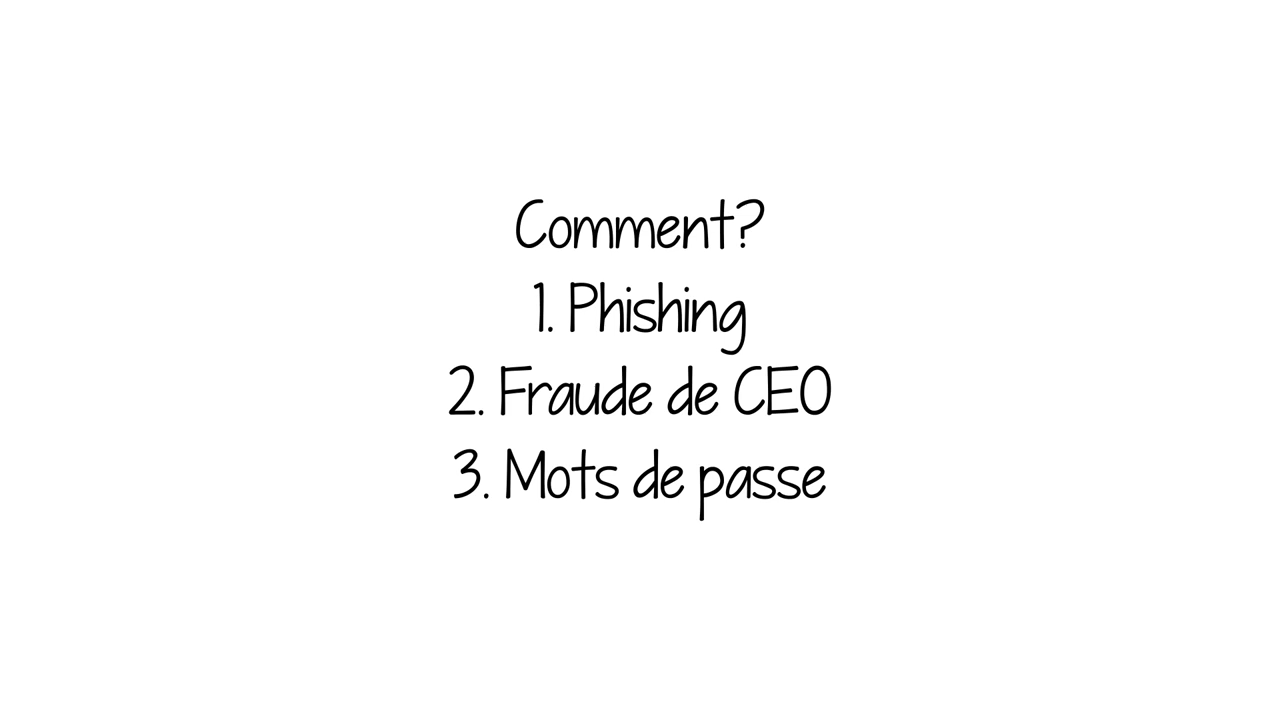 Comment?
1. Phishing
2. Fraude de CEO
3. Mots de passe